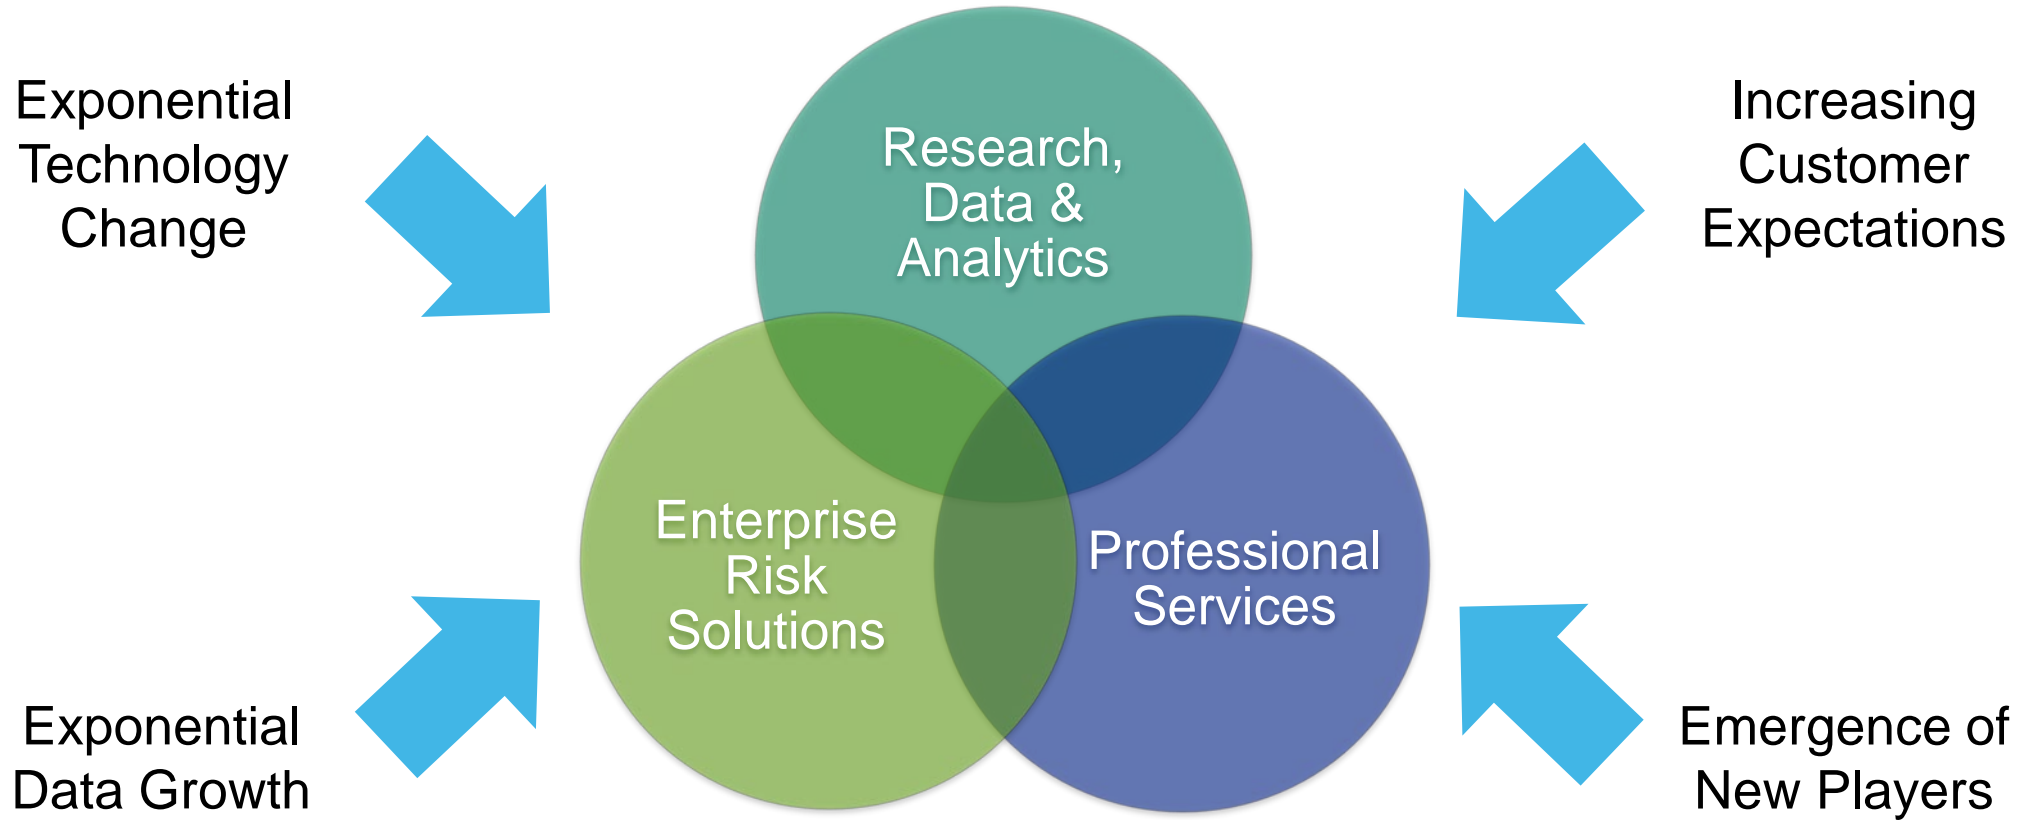 Exponential
Technology
Change
Research,
Data &
Analytics
Increasing
Customer
Expectations
Enterprise
Risk
Solutions
Professional
Services
Exponential
Data Growth
Emergence of
New Players